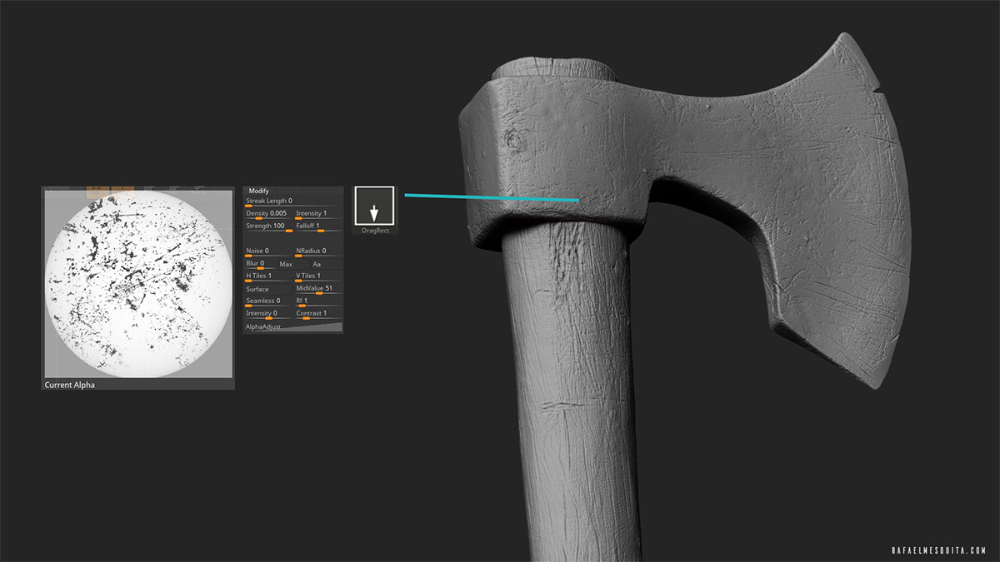 Current Alpha
Modify
Streak Length 0
Density 0.005 Intensity 1
Strength 100 Falloff 1
Noise 0 NRadius 0
Blur 0 Max Aa
H Tiles 1 V Tiles 1
Surface MidValue 51
Seamless 0 Rf 1
Intensity 0 Contrast 1
AlphaAdjust
DragRect
RAFAELMESQUITA.COM